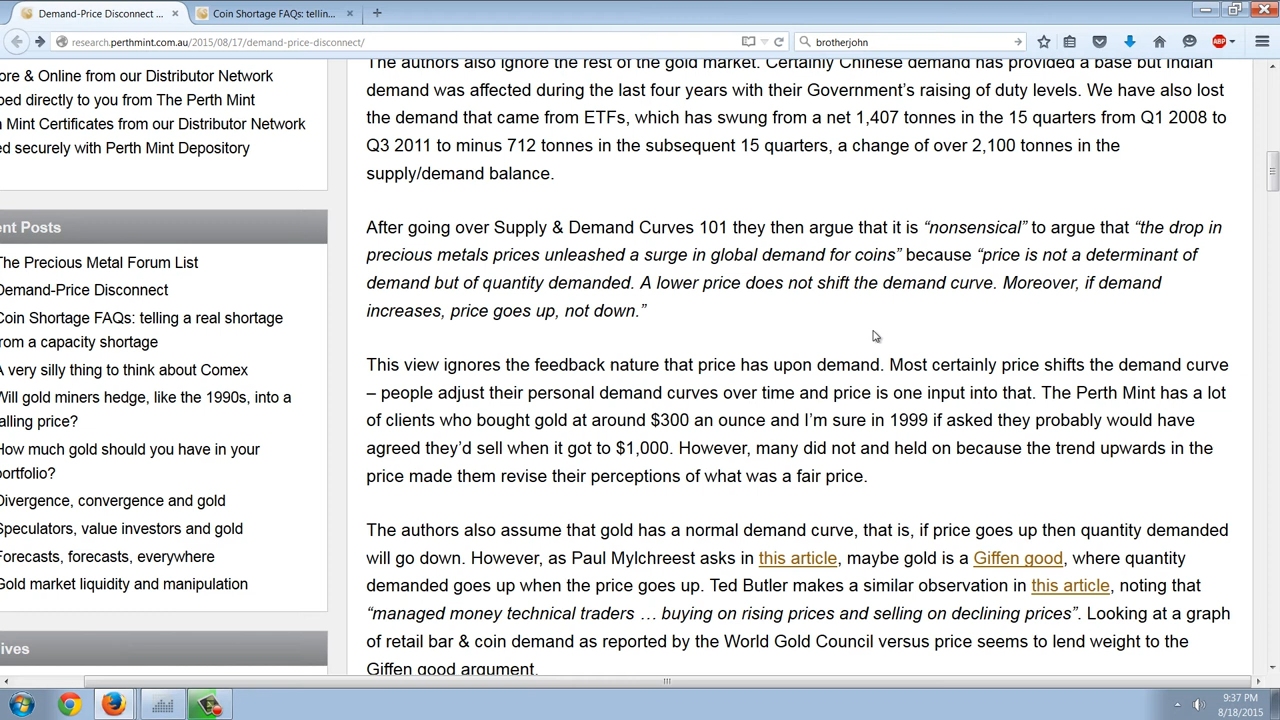 Demand-Price Disconnect ...
Coin Shortage FAQs: tellin...
research.perthmint.com.au/2015/08/17/demand-price-disconnect/
brotherjohn
ABP
ore & Online from our Distributor Network
ped directly to you from The Perth Mint
n Mint Certificates from our Distributor Network
ed securely with Perth Mint Depository
ent Posts
The Precious Metal Forum List
Demand-Price Disconnect
Coin Shortage FAQs: telling a real shortage
rom a capacity shortage
A very silly thing to think about Comex
Will gold miners hedge, like the 1990s, into a
alling price?
How much gold should you have in your
portfolio?
Divergence, convergence and gold
Speculators, value investors and gold
Forecasts, forecasts, everywhere
Gold market liquidity and manipulation
ives
The authors also ignore the rest of the gold market. Certainly Chinese demand has provided a base but Indian
demand was affected during the last four years with their Government’s raising of duty levels. We have also lost
the demand that came from ETFs, which has swung from a net 1,407 tonnes in the 15 quarters from Q1 2008 to
Q3 2011 to minus 712 tonnes in the subsequent 15 quarters, a change of over 2,100 tonnes in the
supply/demand balance.
After going over Supply & Demand Curves 101 they then argue that it is “nonsensical” to argue that “the drop in
precious metals prices unleashed a surge in global demand for coins” because “price is not a determinant of
demand but of quantity demanded. A lower price does not shift the demand curve. Moreover, if demand
increases, price goes up, not down.”
This view ignores the feedback nature that price has upon demand. Most certainly price shifts the demand curve
– people adjust their personal demand curves over time and price is one input into that. The Perth Mint has a lot
of clients who bought gold at around $300 an ounce and I’m sure in 1999 if asked they probably would have
agreed they’d sell when it got to $1,000. However, many did not and held on because the trend upwards in the
price made them revise their perceptions of what was a fair price.
The authors also assume that gold has a normal demand curve, that is, if price goes up then quantity demanded
will go down. However, as Paul Mylchreest asks in this article, maybe gold is a Giffen good, where quantity
demanded goes up when the price goes up. Ted Butler makes a similar observation in this article, noting that
“managed money technical traders … buying on rising prices and selling on declining prices”. Looking at a graph
of retail bar & coin demand as reported by the World Gold Council versus price seems to lend weight to the
Giffen good argument.
9:37 PM
8/18/2015